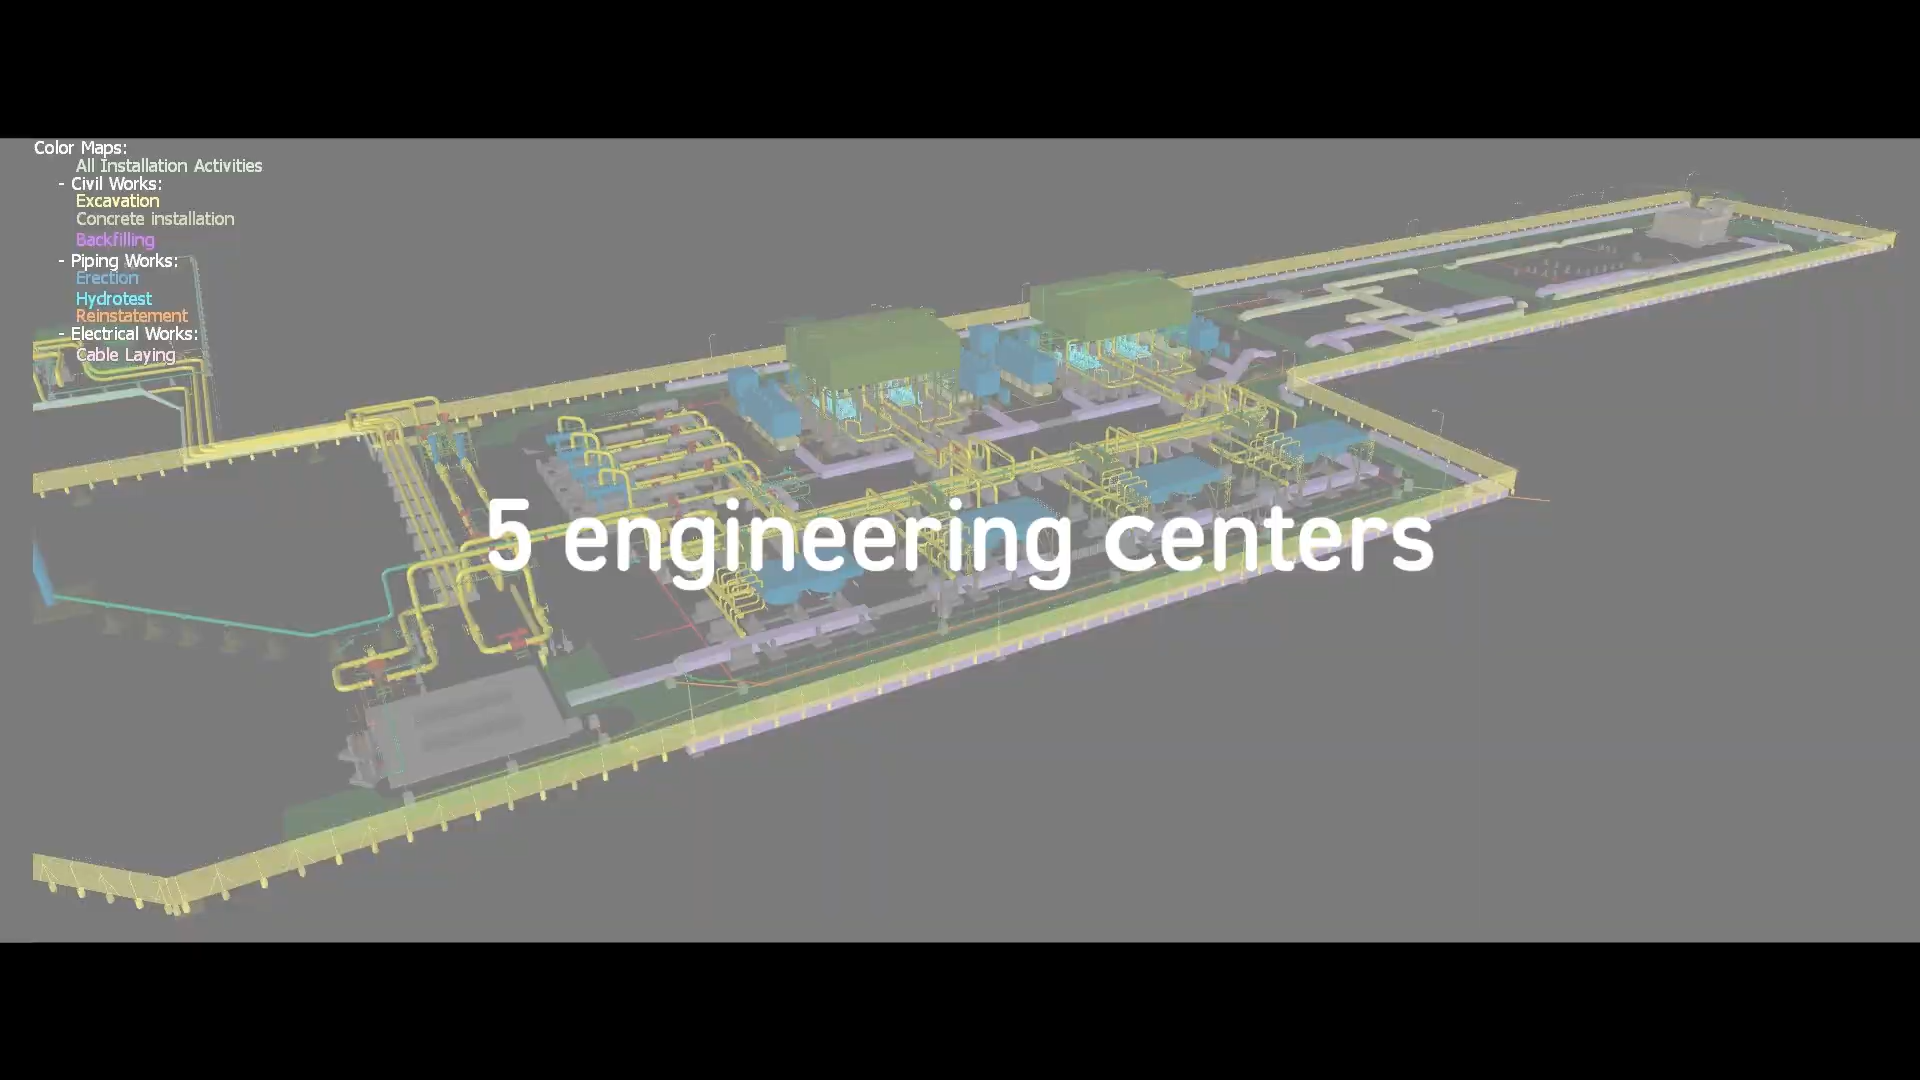 Color Maps:
All Installation Activities
- Civil Works:
Excavation
Concrete installation
Backfilling
- Piping Works:
Erection
Hydrotest
Reinstatement
- Electrical Works:
Cable Laying
5 engineering centers